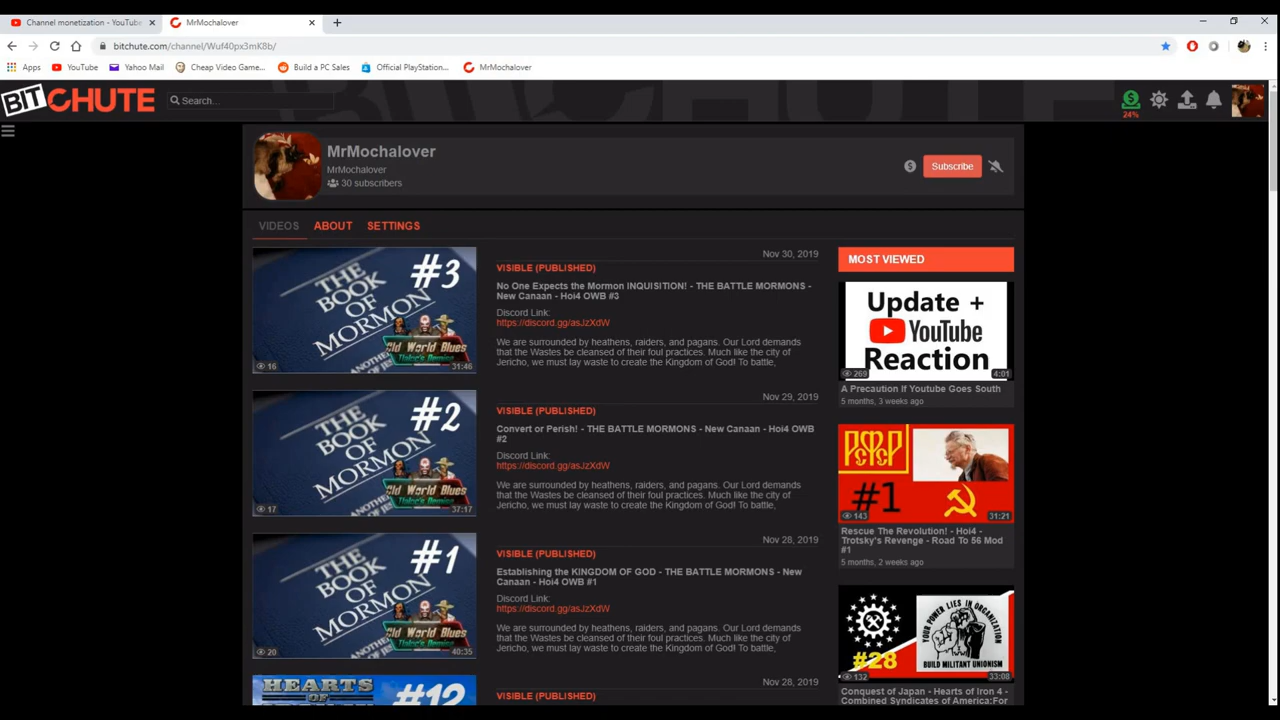 Channel monetization - YouTube
MrMochalover
bitchute.com/channel/Wuf40px3mK8b/
Apps
YouTube
Yahoo Mail
Cheap Video Game...
Build a PC Sales
Official PlayStation...
MrMochalover
BITCHUTE
Search...
24%
MrMochalover
MrMochalover
30 subscribers
Subscribe
VIDEOS
ABOUT
SETTINGS
THE
BOOK
OF
MORMON
#3
Old World Blues
16
31:46
Nov 30, 2019
VISIBLE (PUBLISHED)
No One Expects the Mormon INQUISITION! - THE BATTLE MORMONS -
New Canaan - Hoi4 OWB #3
Discord Link:
https://discord.gg/asJzXdW
We are surrounded by heathens, raiders, and pagans. Our Lord demands
that the Wastes be cleansed of their foul practices. Much like the city of
Jericho, we must lay waste to create the Kingdom of God! To battle,
THE
BOOK
OF
MORMON
#2
Old World Blues
17
37:17
Nov 29, 2019
VISIBLE (PUBLISHED)
Convert or Perish! - THE BATTLE MORMONS - New Canaan - Hoi4 OWB
#2
Discord Link:
https://discord.gg/asJzXdW
We are surrounded by heathens, raiders, and pagans. Our Lord demands
that the Wastes be cleansed of their foul practices. Much like the city of
Jericho, we must lay waste to create the Kingdom of God! To battle,
THE
BOOK
OF
MORMON
#1
Old World Blues
20
40:35
Nov 28, 2019
VISIBLE (PUBLISHED)
Establishing the KINGDOM OF GOD - THE BATTLE MORMONS - New
Canaan - Hoi4 OWB #1
Discord Link:
https://discord.gg/asJzXdW
We are surrounded by heathens, raiders, and pagans. Our Lord demands
that the Wastes be cleansed of their foul practices. Much like the city of
Jericho, we must lay waste to create the Kingdom of God! To battle,
HEARTS
OF
#12
Nov 28, 2019
VISIBLE (PUBLISHED)
MOST VIEWED
Update +
YouTube
Reaction
269
4:01
A Precaution If Youtube Goes South
5 months, 3 weeks ago
#1
143
31:21
Rescue The Revolution! - Hoi4 -
Trotsky's Revenge - Road To 56 Mod
#1
5 months, 2 weeks ago
YOUR POWER LIES IN ORGANIZATION
BUILD MILITANT UNIONISM
#28
132
33:08
Conquest of Japan - Hearts of Iron 4 -
Combined Syndicates of America:For